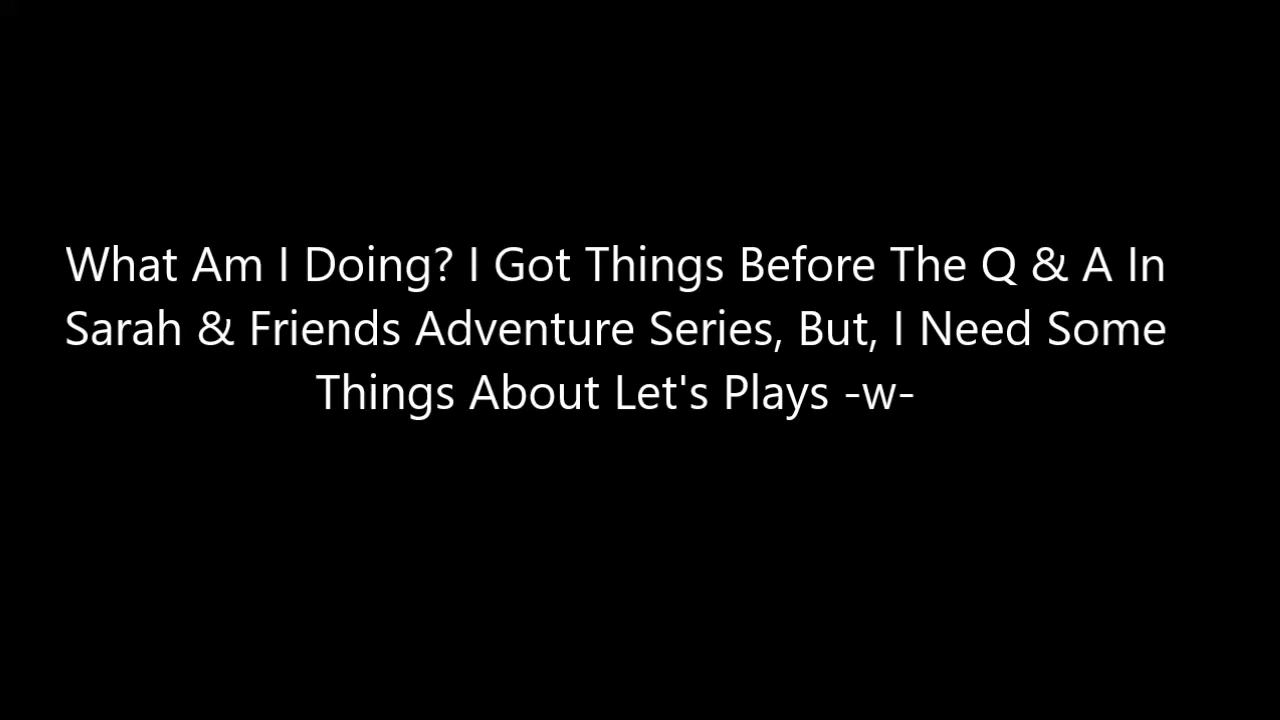 What Am I Doing? I Got Things Before The Q & A In
Sarah & Friends Adventure Series, But, I Need Some
Things About Let's Plays -w-